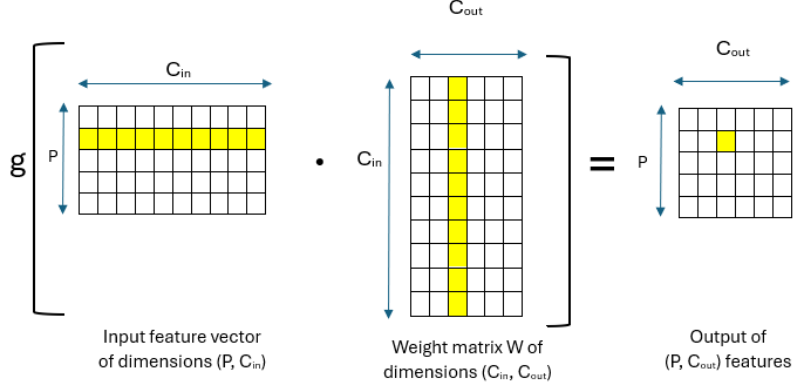 Cout
Cin
Cout
g
P
·
Cin
=
P
Input feature vector
of dimensions (P, Cin)
Weight matrix W of
dimensions (Cin, Cout)
Output of
(P, Cout) features